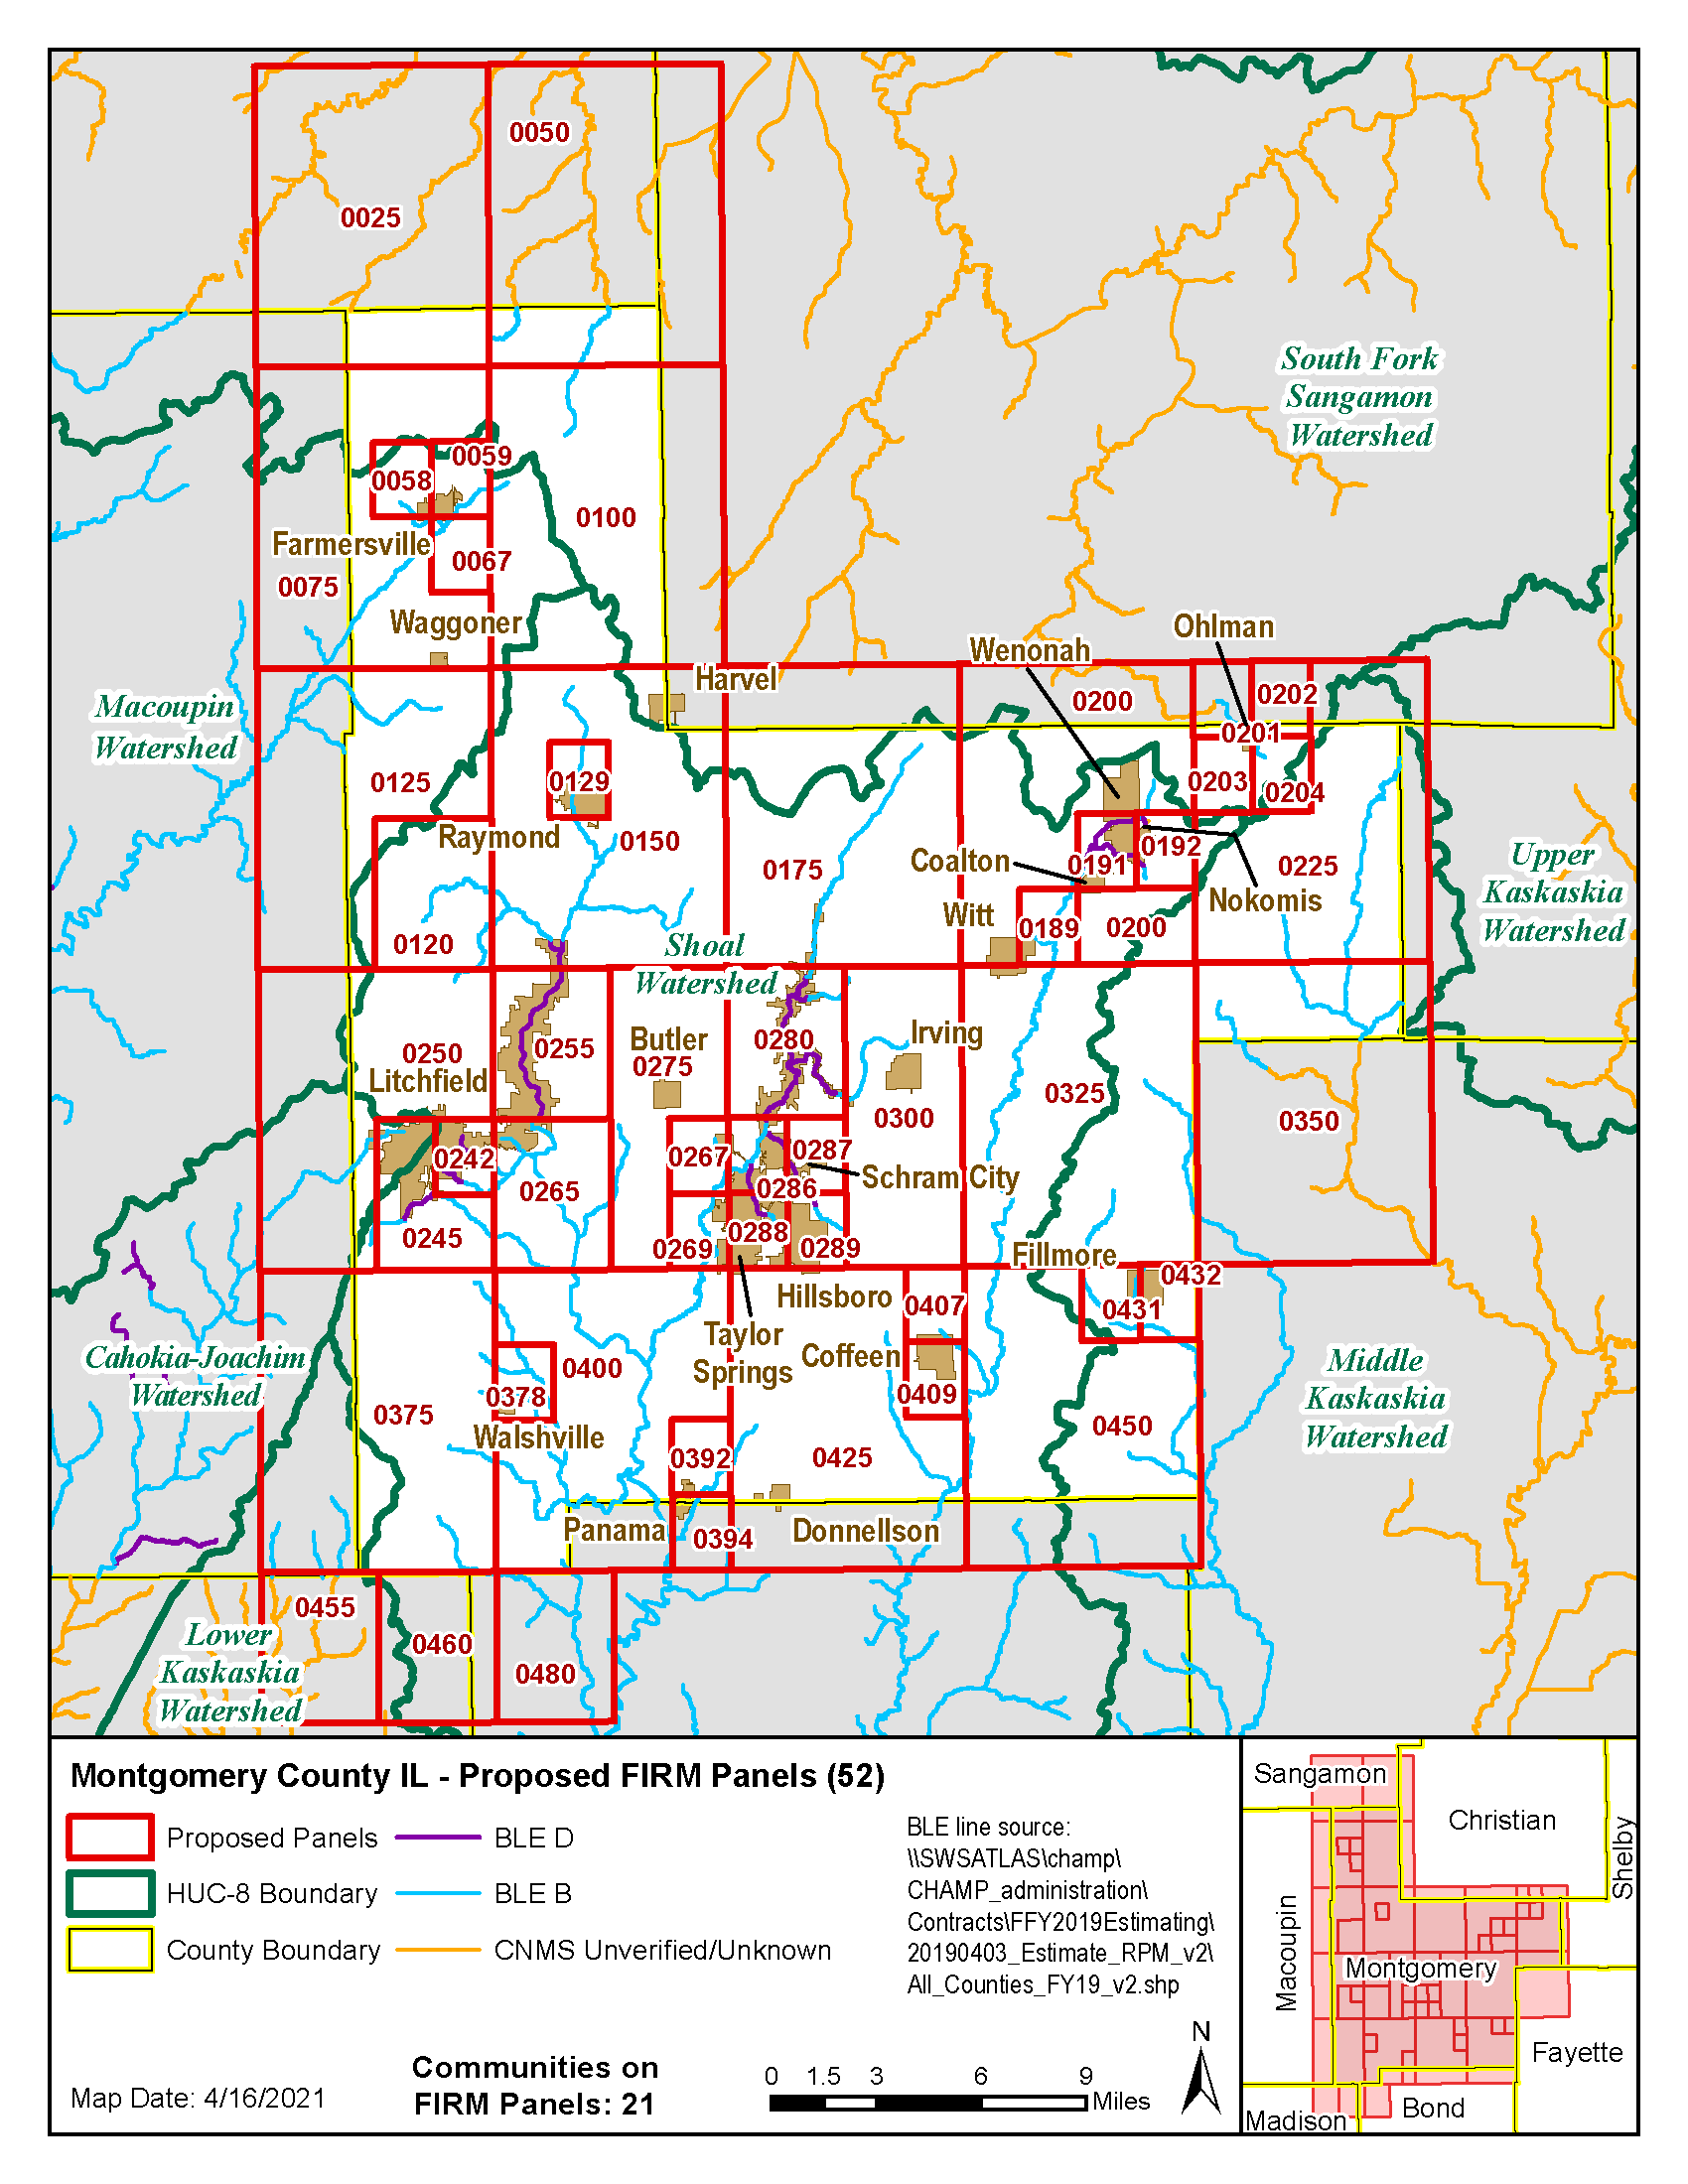 0050
0025
South Fork
Sangamon
Watershed
0059
0058
0100
Farmersville
0067
0075
Waggoner
Ohlman
Wenonah
Harvel
0200
0202
Macoupin
Watershed
0201
0125
0129
0203
0204
Raymond
0150
0175
Coalton
0191
0192
0225
Upper
Kaskaskia
Watershed
Nokomis
Witt
0189
0200
0120
Shoal
Watershed
0250
Litchfield
0255
Butler
0275
0280
Irving
0300
0325
0350
0242
0267
0287
Schram City
0286
0265
0245
0269
0288
0289
Fillmore
0432
0431
Hillsboro
0407
Taylor
Springs
Coffeen
0409
Cahokia-Joachim
Watershed
0400
0378
0375
Walshville
Middle
Kaskaskia
Watershed
0450
0392
0425
Panama
0394
Donnellson
0455
Lower
Kaskaskia
Watershed
0460
0480
Montgomery County IL - Proposed FIRM Panels (52)
Proposed Panels
BLE D
HUC-8 Boundary
BLE B
County Boundary
CNMS Unverified/Unknown
BLE line source:
\\SWSATLAS\champ\
CHAMP_administration\
Contracts\FFY2019Estimating\
20190403_Estimate_RPM_v2\
All_Counties_FY19_v2.shp
Map Date: 4/16/2021
Communities on
FIRM Panels: 21
0 1.5 3 6 9
Miles
N
Sangamon
Christian
Shelby
Macoupin
Montgomery
Fayette
Bond
Madison